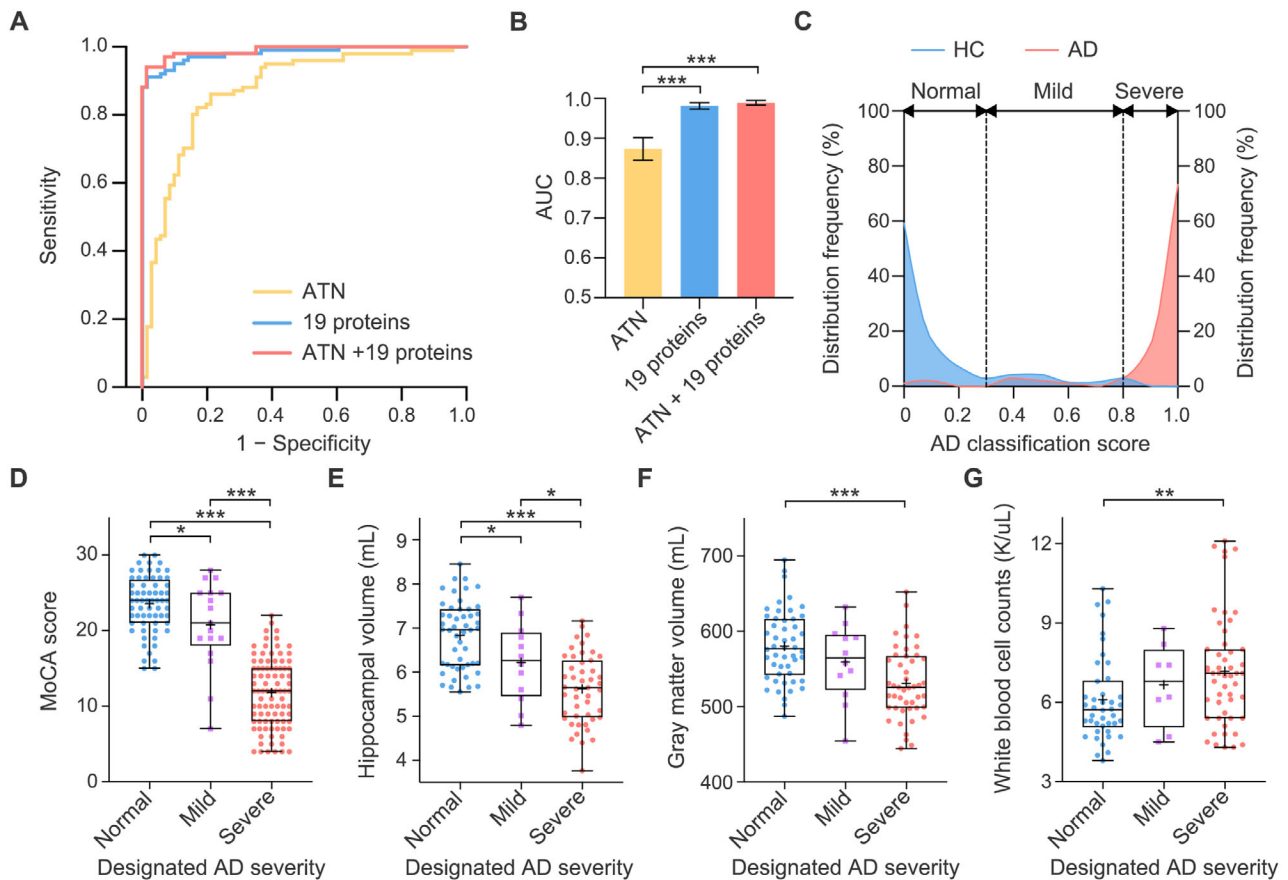 A
1.0
0.8
0.6
0.4
0.2
0
Sensitivity
ATN
19 proteins
ATN +19 proteins
0 0.2 0.4 0.6 0.8 1.0
1 − Specificity
B
***
***
1.0
0.9
0.8
0.7
0.6
0.5
AUC
ATN
19 proteins
ATN + 19 proteins
C
HC AD
Normal Mild Severe
100 100
80 80
60 60
40 40
20 20
0 0
Distribution frequency (%)
Distribution frequency (%)
0 0.2 0.4 0.6 0.8 1.0
AD classification score
D
***
***
*
30
20
10
0
MoCA score
Normal
Mild
Severe
Designated AD severity
E
*
***
*
9
8
7
6
5
4
Hippocampal volume (mL)
Normal
Mild
Severe
Designated AD severity
F
***
700
600
500
400
Gray matter volume (mL)
Normal
Mild
Severe
Designated AD severity
G
**
12
9
6
3
White blood cell counts (K/uL)
Normal
Mild
Severe
Designated AD severity